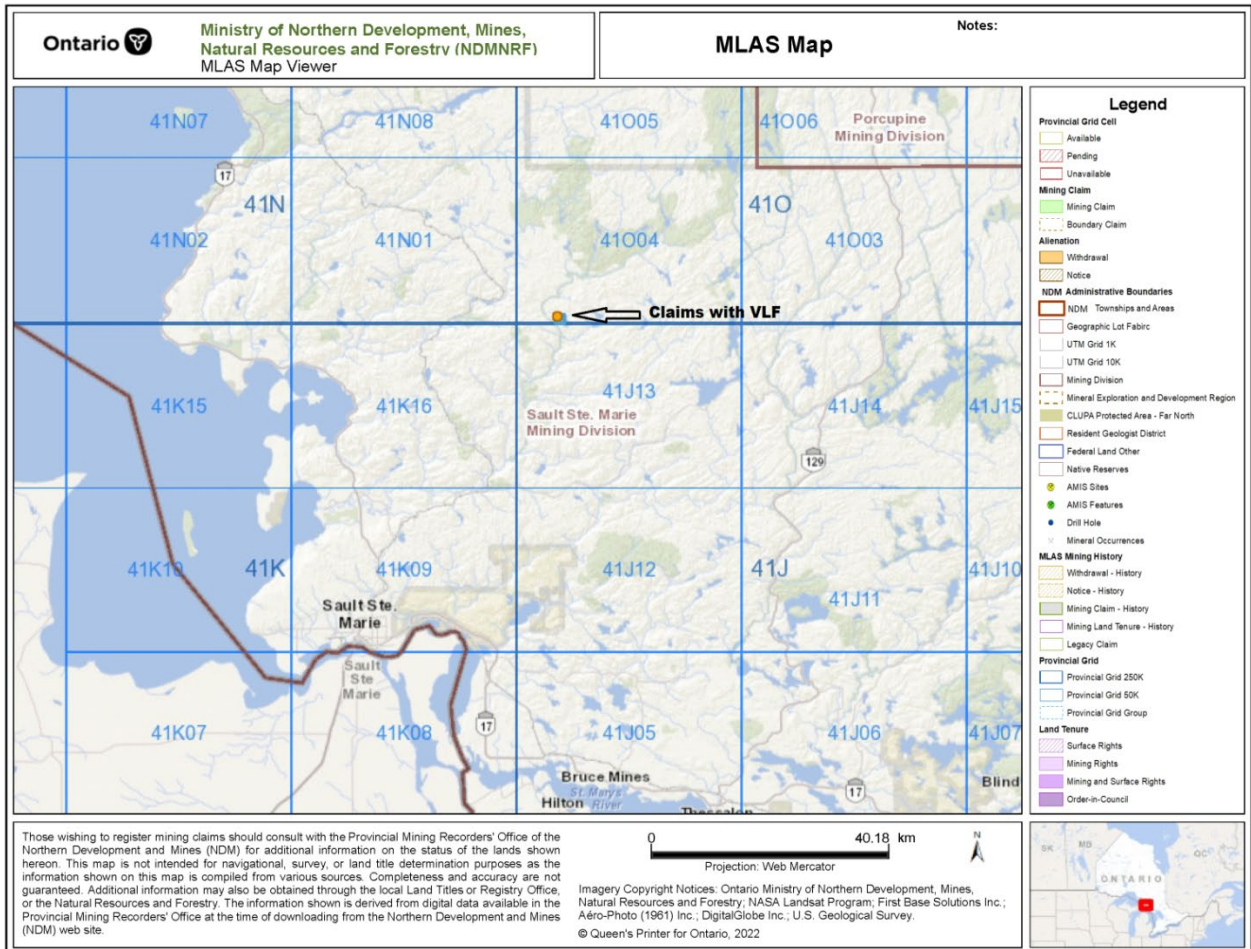 Ontario
Ministry of Northern Development, Mines,
Natural Resources and Forestry (NDMNRF)
MLAS Map Viewer
MLAS Map
Notes:
41N07
41N08
41O05
41O06
Porcupine
Mining Division
17
41N
41O
41N02
41N01
41O04
41O03
Claims with VLF
41K15
41K16
41J13
41J14
41J15
Sault Ste. Marie
Mining Division
129
41K10
41K
41K09
41J12
41J
41J11
41J10
Sault Ste.
Marie
Sault
Ste
Marie
41K07
41K08
17
41J05
41J06
41J07
Bruce Mines
St. Marys
River
Hilton
Thessalon
17
Blind
Legend
Provincial Grid Cell
Available
Pending
Unavailable
Mining Claim
Mining Claim
Boundary Claim
Alienation
Withdrawal
Notice
NDM Administrative Boundaries
NDM Townships and Areas
Geographic Lot Fabirc
UTM Grid 1K
UTM Grid 10K
Mining Division
Mineral Exploration and Development Region
CLUPA Protected Area - Far North
Resident Geologist District
Federal Land Other
Native Reserves
AMIS Sites
AMIS Features
Drill Hole
Mineral Occurrences
MLAS Mining History
Withdrawal - History
Notice - History
Mining Claim - History
Mining Land Tenure - History
Legacy Claim
Provincial Grid
Provincial Grid 250K
Provincial Grid 50K
Provincial Grid Group
Land Tenure
Surface Rights
Mining Rights
Mining and Surface Rights
Order-in-Council
Those wishing to register mining claims should consult with the Provincial Mining Recorders' Office of the
Northern Development and Mines (NDM) for additional information on the status of the lands shown
hereon. This map is not intended for navigational, survey, or land title determination purposes as the
information shown on this map is compiled from various sources. Completeness and accuracy are not
guaranteed. Additional information may also be obtained through the local Land Titles or Registry Office,
or the Natural Resources and Forestry. The information shown is derived from digital data available in the
Provincial Mining Recorders' Office at the time of downloading from the Northern Development and Mines
(NDM) web site.
0 40.18 km
Projection: Web Mercator
N
Imagery Copyright Notices: Ontario Ministry of Northern Development, Mines,
Natural Resources and Forestry; NASA Landsat Program; First Base Solutions Inc.;
Aéro-Photo (1961) Inc.; DigitalGlobe Inc.; U.S. Geological Survey.
© Queen's Printer for Ontario, 2022
SK
MD
ONTARIO
QC